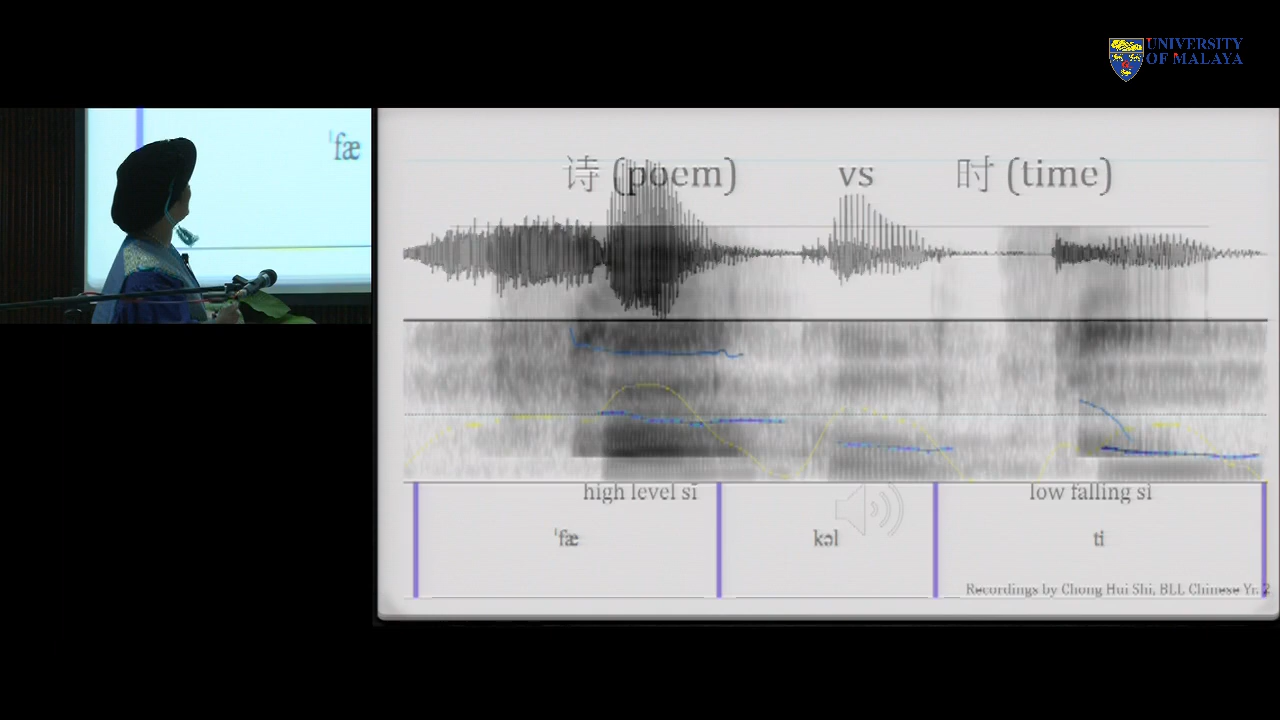 UNIVERSITY
OF MALAYA
ˈfæ
诗 (poem) vs 时 (time)
high level sī low falling sì
ˈfæ kəl ti
Recordings by Chong Hui Shi, BLL Chinese Yr. 2